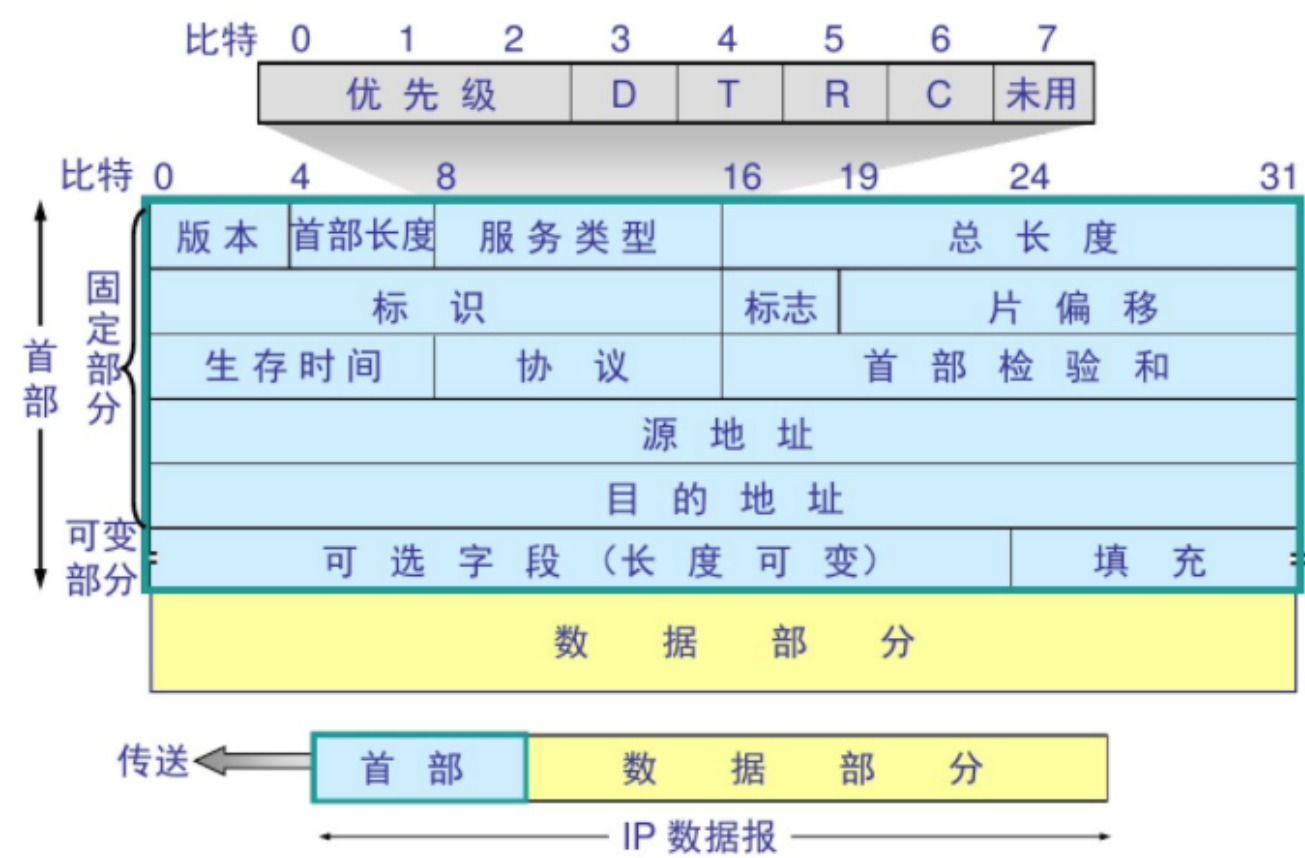 比特 0 1 2 3 4 5 6 7
优先级 D T R C 未用
比特 0 4 8 16 19 24 31
版本 首部长度 服务类型 总长度
标识 标志 片偏移
生存时间 协议 首部检验和
源地址
目的地址
可选字段（长度可变） 填充
首部
固定部分
可变部分
数据部分
传送 首部 数据部分
IP 数据报